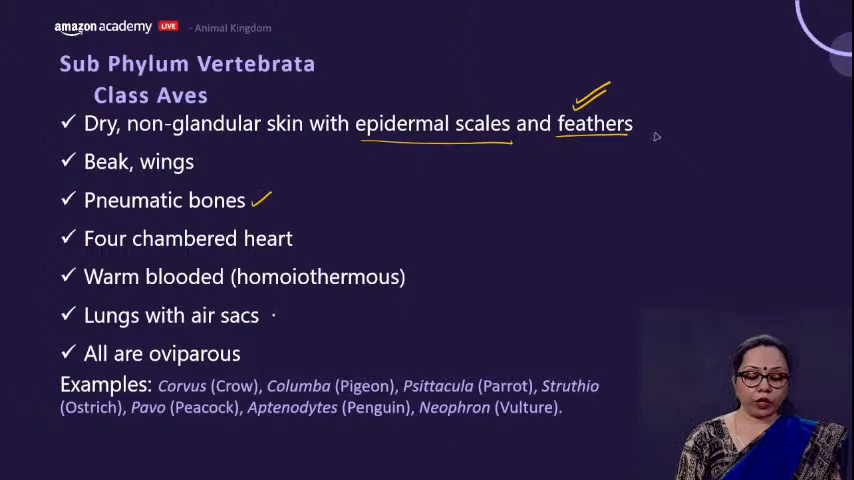 amazon academy LIVE - Animal Kingdom
Sub Phylum Vertebrata
Class Aves
✓ Dry, non-glandular skin with epidermal scales and feathers
✓ Beak, wings
✓ Pneumatic bones
✓ Four chambered heart
✓ Warm blooded (homoiothermous)
✓ Lungs with air sacs
✓ All are oviparous
Examples: Corvus (Crow), Columba (Pigeon), Psittacula (Parrot), Struthio
(Ostrich), Pavo (Peacock), Aptenodytes (Penguin), Neophron (Vulture).